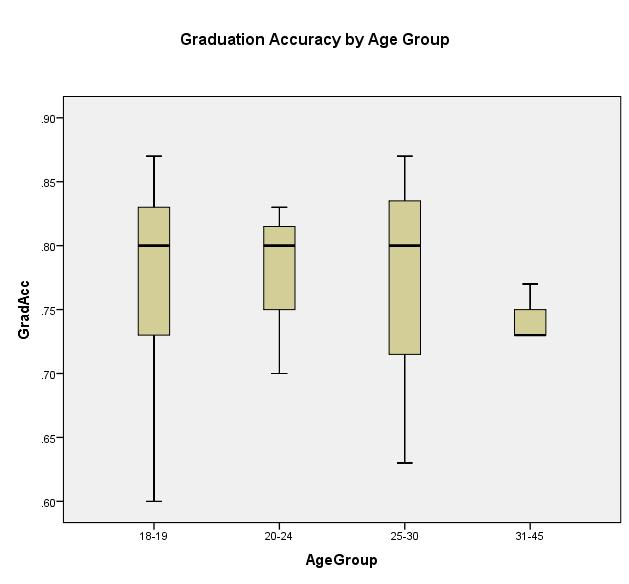 Graduation Accuracy by Age Group
.90
.85
.80
.75
.70
.65
.60
GradAcc
18-19 20-24 25-30 31-45
AgeGroup